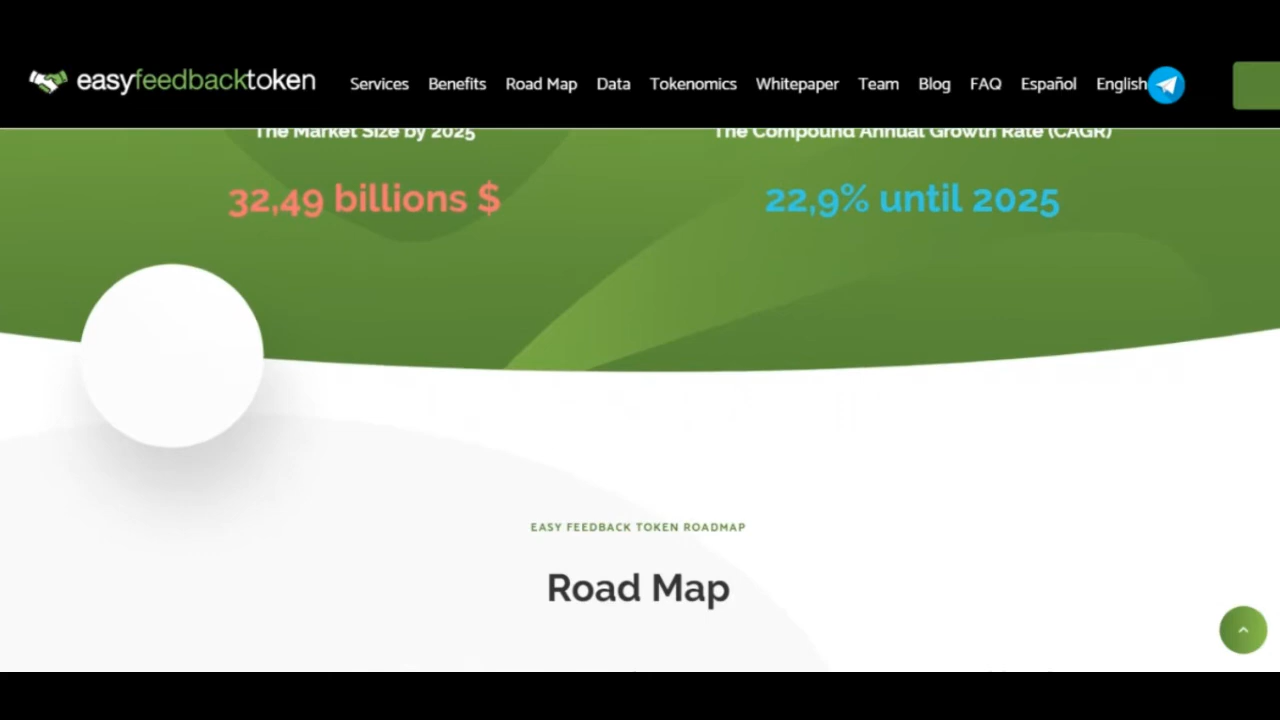 easyfeedbacktoken
Services Benefits Road Map Data Tokenomics Whitepaper Team Blog FAQ Español English
The Market Size by 2025
The Compound Annual Growth Rate (CAGR)
32,49 billions $
22,9% until 2025
EASY FEEDBACK TOKEN ROADMAP
Road Map